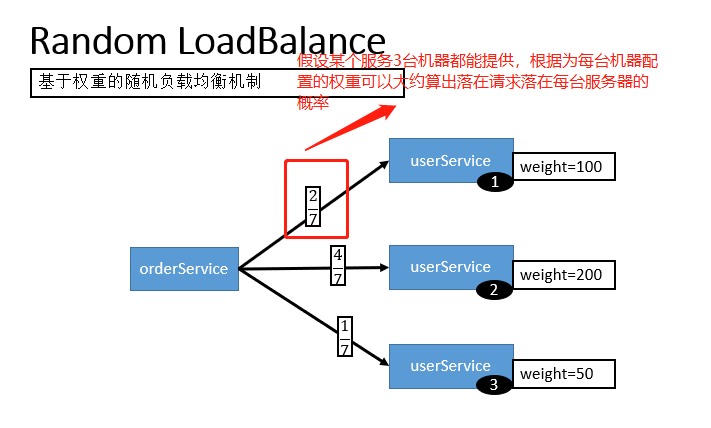 Random LoadBalance
假设某个服务3台机器都能提供，根据为每台机器配
置的权重可以大约算出落在请求落在每台服务器的
概率
基于权重的随机负载均衡机制
userService
1
weight=100
2
7
orderService
4
7
userService
2
weight=200
1
7
userService
3
weight=50